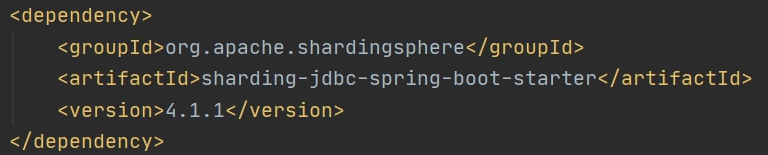 <dependency>
    <groupId>org.apache.shardingsphere</groupId>
    <artifactId>sharding-jdbc-spring-boot-starter</artifactId>
    <version>4.1.1</version>
</dependency>